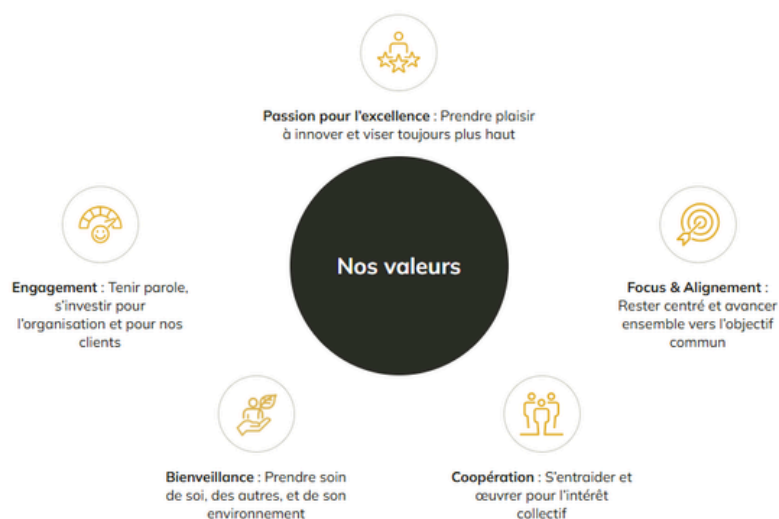 Passion pour l'excellence : Prendre plaisir
à innover et viser toujours plus haut
Nos valeurs
Engagement : Tenir parole,
s'investir pour
l'organisation et pour nos
clients
Focus & Alignement :
Rester centré et avancer
ensemble vers l'objectif
commun
Bienveillance : Prendre soin
de soi, des autres, et de son
environnement
Coopération : S'entraider et
œuvrer pour l'intérêt
collectif